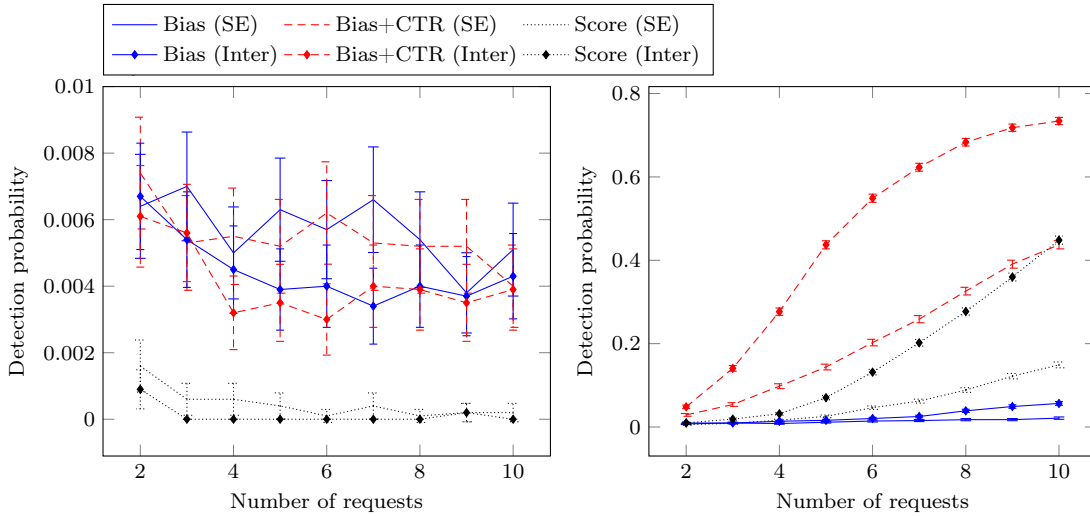 Bias (SE) Bias+CTR (SE) Score (SE)
Bias (Inter) Bias+CTR (Inter) Score (Inter)
0.01
0.008
0.006
0.004
0.002
0
Detection probability
2 4 6 8 10
Number of requests
0.8
0.6
0.4
0.2
0
Detection probability
2 4 6 8 10
Number of requests